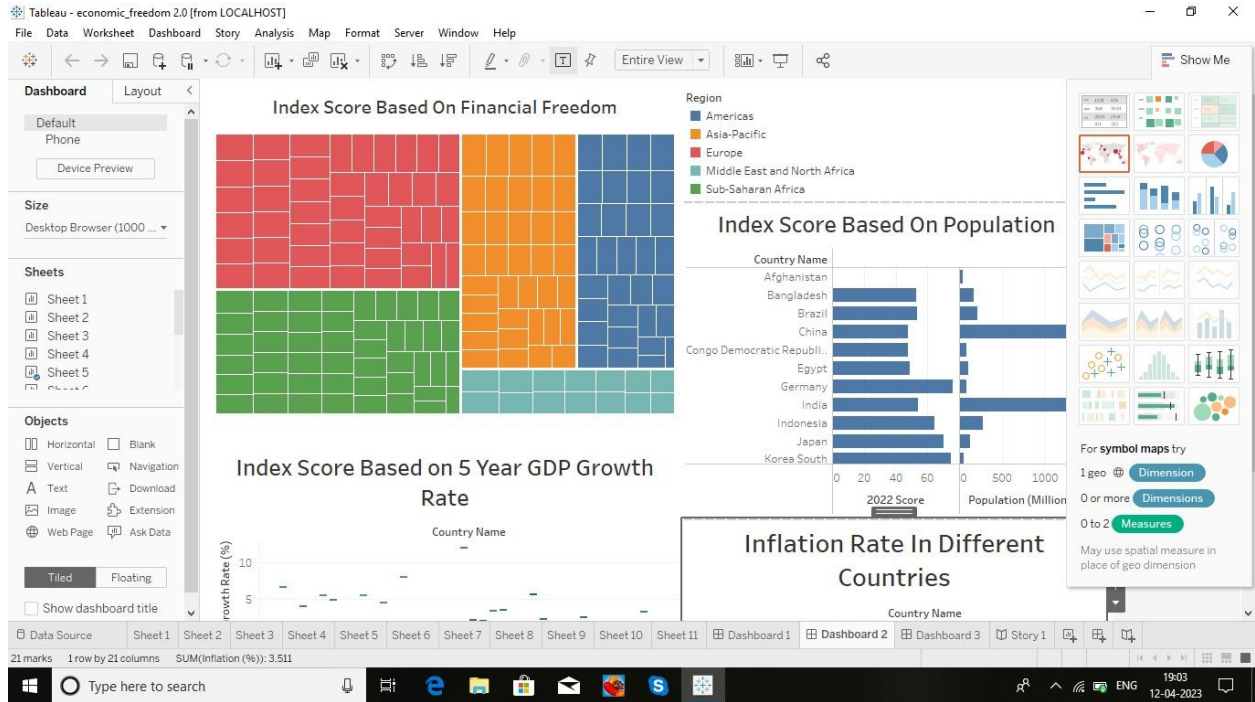 Tableau - economic_freedom 2.0 [from LOCALHOST]
File Data Worksheet Dashboard Story Analysis Map Format Server Window Help
Entire View
Show Me
Dashboard Layout
Default
Phone
Device Preview
Size
Desktop Browser (1000 ...
Sheets
Sheet 1
Sheet 2
Sheet 3
Sheet 4
Sheet 5
Objects
Horizontal Blank
Vertical Navigation
A Text Download
Image Extension
Web Page Ask Data
Tiled Floating
Show dashboard title
Index Score Based On Financial Freedom
Region
Americas
Asia-Pacific
Europe
Middle East and North Africa
Sub-Saharan Africa
Index Score Based On Population
Country Name
Afghanistan
Bangladesh
Brazil
China
Congo Democratic Republi..
Egypt
Germany
India
Indonesia
Japan
Korea South
0 20 40 60 0 500 1000
2022 Score Population (Million
Index Score Based on 5 Year GDP Growth
Rate
Country Name
10
5
rowth Rate (%)
Inflation Rate In Different
Countries
Country Name
For symbol maps try
1 geo Dimension
0 or more Dimensions
0 to 2 Measures
May use spatial measure in
place of geo dimension
Data Source Sheet 1 Sheet 2 Sheet 3 Sheet 4 Sheet 5 Sheet 6 Sheet 7 Sheet 8 Sheet 9 Sheet 10 Sheet 11 Dashboard 1 Dashboard 2 Dashboard 3 Story 1
21 marks 1 row by 21 columns SUM(Inflation (%)): 3,511
Type here to search
ENG
19:03
12-04-2023